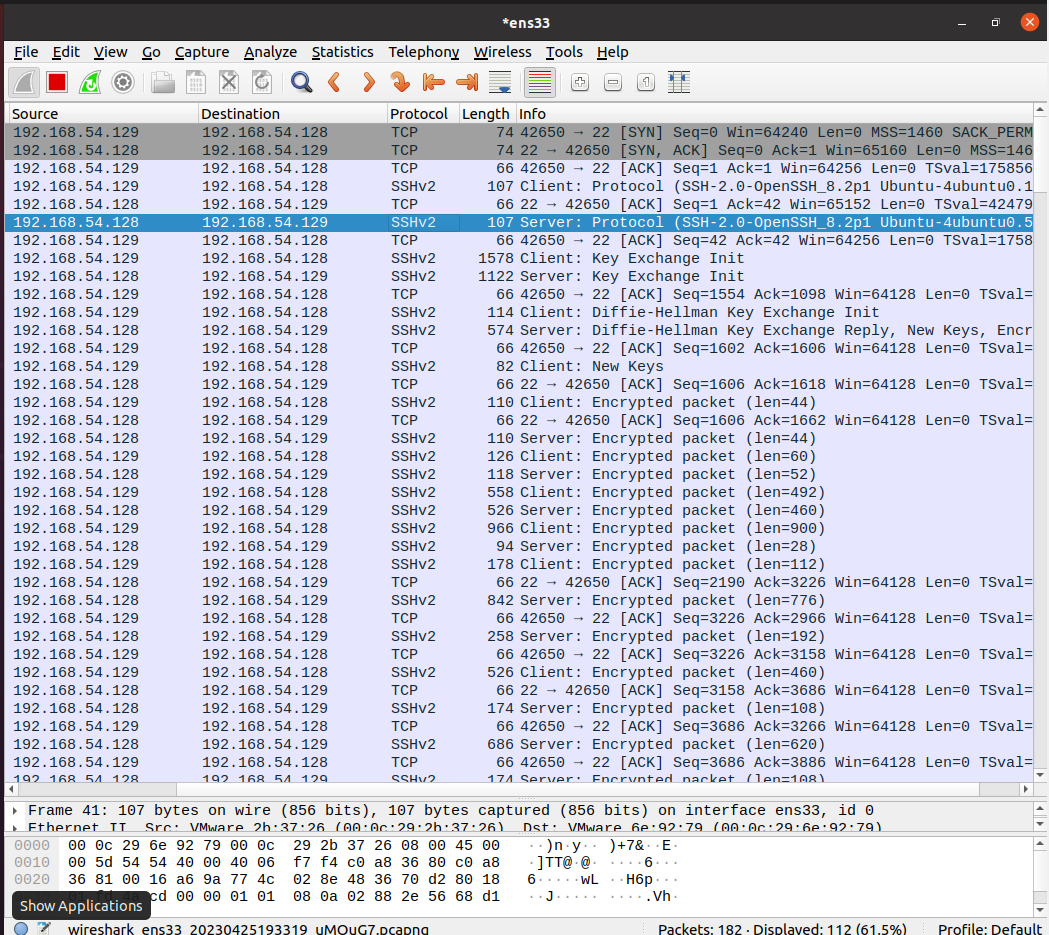 *ens33
File Edit View Go Capture Analyze Statistics Telephony Wireless Tools Help
Source Destination Protocol Length Info
192.168.54.129 192.168.54.128 TCP 74 42650 → 22 [SYN] Seq=0 Win=64240 Len=0 MSS=1460 SACK_PERM
192.168.54.128 192.168.54.129 TCP 74 22 → 42650 [SYN, ACK] Seq=0 Ack=1 Win=65160 Len=0 MSS=146
192.168.54.129 192.168.54.128 TCP 66 42650 → 22 [ACK] Seq=1 Ack=1 Win=64256 Len=0 TSval=175856
192.168.54.129 192.168.54.128 SSHv2 107 Client: Protocol (SSH-2.0-OpenSSH_8.2p1 Ubuntu-4ubuntu0.1
192.168.54.128 192.168.54.129 TCP 66 22 → 42650 [ACK] Seq=1 Ack=42 Win=65152 Len=0 TSval=42479
192.168.54.128 192.168.54.129 SSHv2 107 Server: Protocol (SSH-2.0-OpenSSH_8.2p1 Ubuntu-4ubuntu0.5
192.168.54.129 192.168.54.128 TCP 66 42650 → 22 [ACK] Seq=42 Ack=42 Win=64256 Len=0 TSval=1758
192.168.54.129 192.168.54.128 SSHv2 1578 Client: Key Exchange Init
192.168.54.128 192.168.54.129 SSHv2 1122 Server: Key Exchange Init
192.168.54.129 192.168.54.128 TCP 66 42650 → 22 [ACK] Seq=1554 Ack=1098 Win=64128 Len=0 TSval=
192.168.54.129 192.168.54.128 SSHv2 114 Client: Diffie-Hellman Key Exchange Init
192.168.54.128 192.168.54.129 SSHv2 574 Server: Diffie-Hellman Key Exchange Reply, New Keys, Encr
192.168.54.129 192.168.54.128 TCP 66 42650 → 22 [ACK] Seq=1602 Ack=1606 Win=64128 Len=0 TSval=
192.168.54.129 192.168.54.128 SSHv2 82 Client: New Keys
192.168.54.128 192.168.54.129 TCP 66 22 → 42650 [ACK] Seq=1606 Ack=1618 Win=64128 Len=0 TSval=
192.168.54.129 192.168.54.128 SSHv2 110 Client: Encrypted packet (len=44)
192.168.54.128 192.168.54.129 TCP 66 22 → 42650 [ACK] Seq=1606 Ack=1662 Win=64128 Len=0 TSval=
192.168.54.128 192.168.54.129 SSHv2 110 Server: Encrypted packet (len=44)
192.168.54.129 192.168.54.128 SSHv2 126 Client: Encrypted packet (len=60)
192.168.54.128 192.168.54.129 SSHv2 118 Server: Encrypted packet (len=52)
192.168.54.129 192.168.54.128 SSHv2 558 Client: Encrypted packet (len=492)
192.168.54.128 192.168.54.129 SSHv2 526 Server: Encrypted packet (len=460)
192.168.54.129 192.168.54.128 SSHv2 966 Client: Encrypted packet (len=900)
192.168.54.128 192.168.54.129 SSHv2 94 Server: Encrypted packet (len=28)
192.168.54.129 192.168.54.128 SSHv2 178 Client: Encrypted packet (len=112)
192.168.54.128 192.168.54.129 TCP 66 22 → 42650 [ACK] Seq=2190 Ack=3226 Win=64128 Len=0 TSval=
192.168.54.128 192.168.54.129 SSHv2 842 Server: Encrypted packet (len=776)
192.168.54.129 192.168.54.128 TCP 66 42650 → 22 [ACK] Seq=3226 Ack=2966 Win=64128 Len=0 TSval=
192.168.54.128 192.168.54.129 SSHv2 258 Server: Encrypted packet (len=192)
192.168.54.129 192.168.54.128 TCP 66 42650 → 22 [ACK] Seq=3226 Ack=3158 Win=64128 Len=0 TSval=
192.168.54.129 192.168.54.128 SSHv2 526 Client: Encrypted packet (len=460)
192.168.54.128 192.168.54.129 TCP 66 22 → 42650 [ACK] Seq=3158 Ack=3686 Win=64128 Len=0 TSval=
192.168.54.128 192.168.54.129 SSHv2 174 Server: Encrypted packet (len=108)
192.168.54.129 192.168.54.128 TCP 66 42650 → 22 [ACK] Seq=3686 Ack=3266 Win=64128 Len=0 TSval=
192.168.54.128 192.168.54.129 SSHv2 686 Server: Encrypted packet (len=620)
192.168.54.129 192.168.54.128 TCP 66 42650 → 22 [ACK] Seq=3686 Ack=3886 Win=64128 Len=0 TSval=
192.168.54.128 192.168.54.129 SSHv2 174 Server: Encrypted packet (len=108)
Frame 41: 107 bytes on wire (856 bits), 107 bytes captured (856 bits) on interface ens33, id 0
Ethernet II, Src: VMware_2b:37:26 (00:0c:29:2b:37:26), Dst: VMware_6e:92:79 (00:0c:29:6e:92:79)
0000 00 0c 29 6e 92 79 00 0c 29 2b 37 26 08 00 45 00 ··)n·y·· )+7&··E·
0010 00 5d 54 54 40 00 40 06 f7 f4 c0 a8 36 80 c0 a8 ·]TT@·@· ····6···
0020 36 81 00 16 a6 9a 77 4c 02 8e 48 36 70 d2 80 18 6·····wL ··H6p···
cd 00 00 01 01 08 0a 02 88 2e 56 68 d1 ··J····· ·····.Vh·
Show Applications
wireshark_ens33_20230425193319_uMOuG7.pcapng Packets: 182 · Displayed: 112 (61.5%) Profile: Default